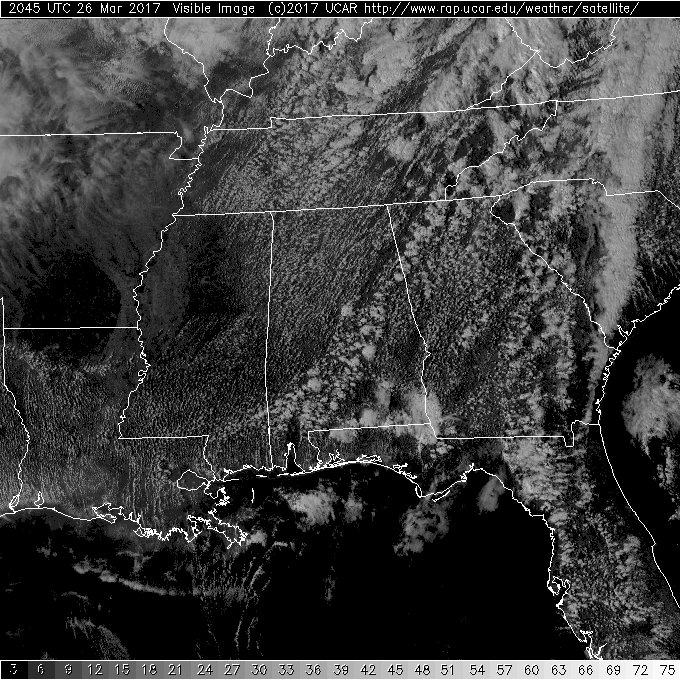 2045 UTC 26 Mar 2017 Visible Image (c)2017 UCAR http://www.rap.ucar.edu/weather/satellite/
3 6 9 12 15 18 21 24 27 30 33 36 39 42 45 48 51 54 57 60 63 66 69 72 75